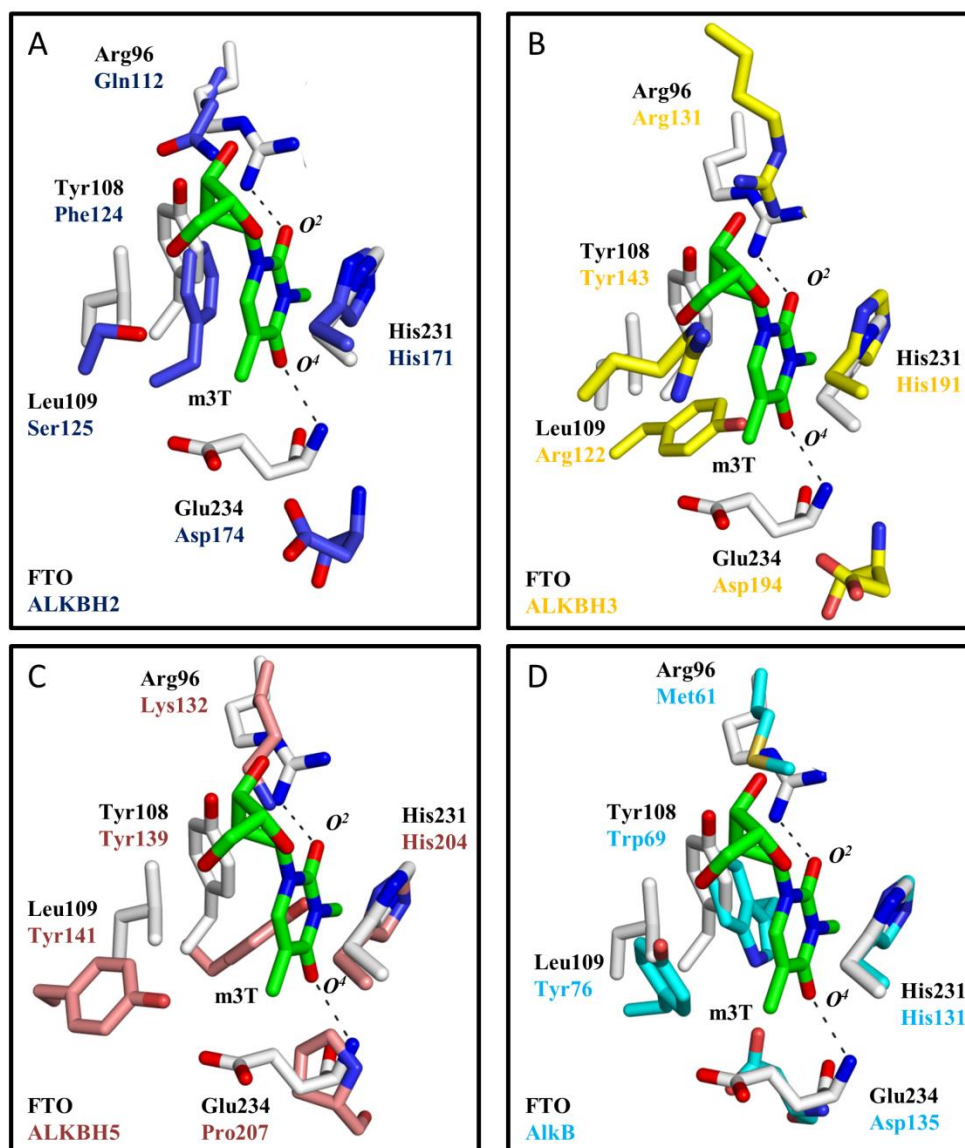 A
Arg96
Gln112
O2
Tyr108
Phe124
His231
His171
O4
Leu109
Ser125
m3T
Glu234
Asp174
FTO
ALKBH2
B
Arg96
Arg131
O2
Tyr108
Tyr143
His231
His191
Leu109
Arg122
O4
m3T
Glu234
Asp194
FTO
ALKBH3
C
Arg96
Lys132
O2
His231
His204
Tyr108
Tyr139
Leu109
Tyr141
O4
m3T
Glu234
Pro207
FTO
ALKBH5
D
Arg96
Met61
Tyr108
Trp69
O2
Leu109
Tyr76
O4
His231
His131
m3T
Glu234
Asp135
FTO
AlkB